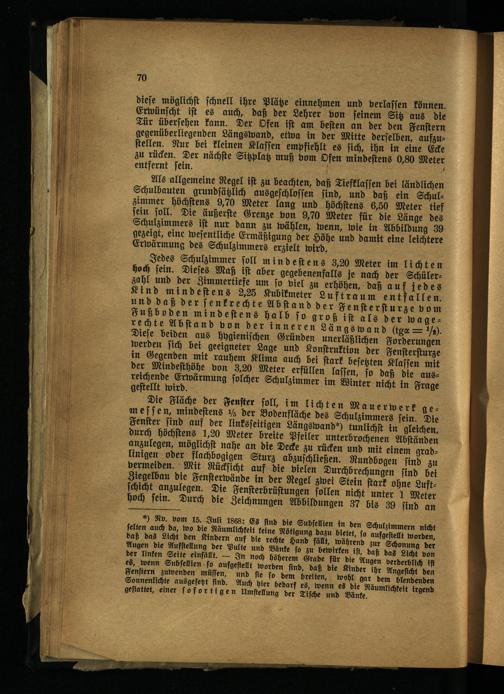 70
diese möglichst schnell ihre Plätze einnehmen und verlassen können.
Erwünscht ist es auch, daß der Lehrer von seinem Sitz aus die
Tür übersehen kann. Der Ofen ist am besten an der den Fenstern
gegenüberliegenden Längswand, etwa in der Mitte derselben, aufzu-
stellen. Nur bei kleinen Klassen empfiehlt es sich, ihn in eine Ecke
zu rücken. Der nächste Sitzplatz muß vom Ofen mindestens 0,80 Meter
entfernt sein.
Als allgemeine Regel ist zu beachten, daß Tiefklassen bei ländlichen
Schulbauten grundsätzlich ausgeschlossen sind, und daß ein Schul-
zimmer höchstens 9,70 Meter lang und höchstens 6,50 Meter tief
sein soll. Die äußerste Grenze von 9,70 Meter für die Länge des
Schulzimmers ist nur dann zu wählen, wenn, wie in Abbildung 39
gezeigt, eine wesentliche Ermäßigung der Höhe und damit eine leichtere
Erwärmung des Schulzimmers erzielt wird.
Jedes Schulzimmer soll mindestens 3,20 Meter im lichten
hoch sein. Dieses Maß ist aber gegebenenfalls je nach der Schüler-
zahl und der Zimmertiefe um so viel zu erhöhen, daß auf jedes
Kind mindestens 2,25 Kubikmeter Luftraum entfallen,
und daß der senkrechte Abstand der Fenstersturze vom
Fußboden mindestens halb so groß ist als der wage-
rechte Abstand von der inneren Längswand (tgα = ½).
Diese beiden aus hygienischen Gründen unerläßlichen Forderungen
werden sich bei geeigneter Lage und Konstruktion der Fenstersturze
in Gegenden mit rauhem Klima auch bei stark besetzten Klassen mit
der Mindesthöhe von 3,20 Meter erfüllen lassen, so daß die aus-
reichende Erwärmung solcher Schulzimmer im Winter nicht in Frage
gestellt wird.
Die Fläche der Fenster soll, im lichten Mauerwerk ge-
messen, mindestens ⅕ der Bodenfläche des Schulzimmers sein. Die
Fenster sind auf der linksseitigen Längswand*) tunlichst in gleichen,
durch höchstens 1,20 Meter breite Pfeiler unterbrochenen Abständen
anzulegen, möglichst nahe an die Decke zu rücken und mit einem grad-
linigen oder flachbogigen Sturz abzuschließen. Rundbogen sind zu
vermeiden. Mit Rücksicht auf die vielen Durchbrechungen sind bei
Ziegelbau die Fensterwände in der Regel zwei Stein stark ohne Luft-
schicht anzulegen. Die Fensterbrüstungen sollen nicht unter 1 Meter
hoch sein. Durch die Zeichnungen Abbildungen 37 bis 39 sind an
*) Rv. vom 15. Juli 1868: Es sind die Subsellien in den Schulzimmern nicht
selten auch da, wo die Räumlichkeit keine Nötigung dazu bietet, so aufgestellt worden,
daß das Licht den Kindern auf die rechte Hand fällt, während zur Schonung der
Augen die Aufstellung der Pulte und Bänke so zu bewirken ist, daß das Licht von
der linken Seite einfällt. — In noch höherem Grade für die Augen verderblich ist
es, wenn Subsellien so aufgestellt worden sind, daß die Kinder ihr Angesicht den
Fenstern zuwenden müssen, und sie so dem breiten, wohl gar dem blendenden
Sonnenlichte ausgesetzt sind. Auch hier bedarf es, wenn es die Räumlichkeit irgend
gestattet, einer sofortigen Umstellung der Tische und Bänke.